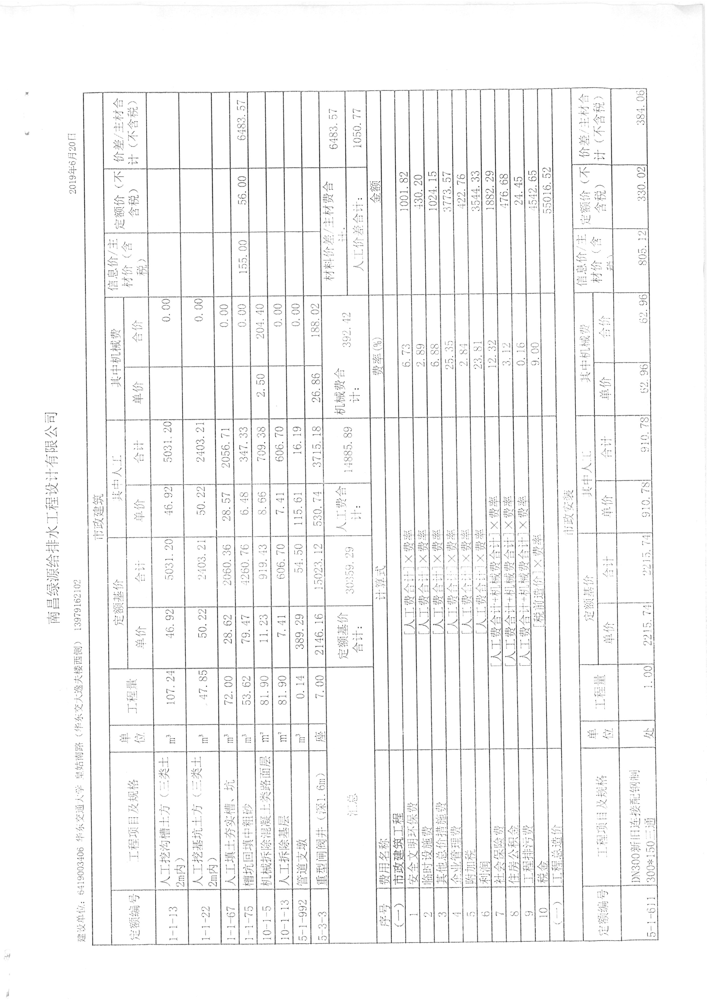 南昌绿源给排水工程设计有限公司
建设单位：6419003406 华东交通大学 皇姑南路（华东交大逸夫楼西侧） 13979162102 2019年6月20日
市政建筑
定额编号 工程项目及规格 单位 工程量 定额基价 其中人工 其中机械费 信息价/主材价（含税） 定额价（不含税） 价差/主材合计（不含税）
单价 合计 单价 合计 单价 合价
1-1-13 人工挖沟槽土方（三类土2m内） m³ 107.24 46.92 5031.20 46.92 5031.20 0.00
1-1-22 人工挖基坑土方（三类土2m内） m³ 47.85 50.22 2403.21 50.22 2403.21 0.00
1-1-67 人工填土夯实槽、坑 m³ 72.00 28.62 2060.36 28.57 2056.71 0.00
1-1-75 槽坑回填中粗砂 m³ 53.62 79.47 4260.76 6.48 347.33 0.00 155.00 56.00 6483.57
10-1-5 机械拆除混凝土类路面层 m² 81.90 11.23 919.43 8.66 709.38 2.50 204.40
10-1-13 人工拆除基层 m² 81.90 7.41 606.70 7.41 606.70 0.00
5-1-992 管道支墩 m³ 0.14 389.29 54.50 115.61 16.19 0.00
5-3-3 重型闸阀井（深1.6m） 座 7.00 2146.16 15023.12 530.74 3715.18 26.86 188.02
汇总 定额基价合计： 30359.29 人工费合计： 14885.89 机械费合计： 392.42 材料价差/主材费合计： 6483.57
人工价差合计： 1050.77
序号 费用名称 计算式 费率(%) 金额
(一) 市政建筑工程
1 安全文明环保费 [人工费合计]×费率 6.73 1001.82
2 临时设施费 [人工费合计]×费率 2.89 430.20
3 其他总价措施费 [人工费合计]×费率 6.88 1024.15
4 企业管理费 [人工费合计]×费率 25.35 3773.57
5 附加税 [人工费合计]×费率 2.84 422.76
6 利润 [人工费合计]×费率 23.81 3544.33
7 社会保险费 [人工费合计+机械费合计]×费率 12.32 1882.29
8 住房公积金 [人工费合计+机械费合计]×费率 3.12 476.68
9 工程排污费 [人工费合计+机械费合计]×费率 0.16 24.45
10 税金 [税前造价]×费率 9.00 4542.65
(一) 工程总造价 55016.52
市政安装
定额编号 工程项目及规格 单位 工程量 定额基价 其中人工 其中机械费 信息价/主材价（含税） 定额价（不含税） 价差/主材合计（不含税）
单价 合计 单价 合计 单价 合价
5-1-611 DN300新旧连接配钢制300*150三通 处 1.00 2215.74 2215.74 910.78 910.78 62.96 62.96 805.12 330.02 384.06